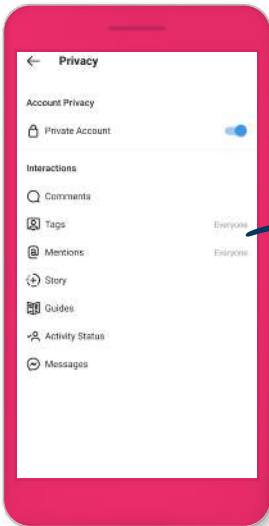 Privacy
Account Privacy
Private Account
Interactions
Comments
Tags Everyone
Mentions Everyone
Story
Guides
Activity Status
Messages